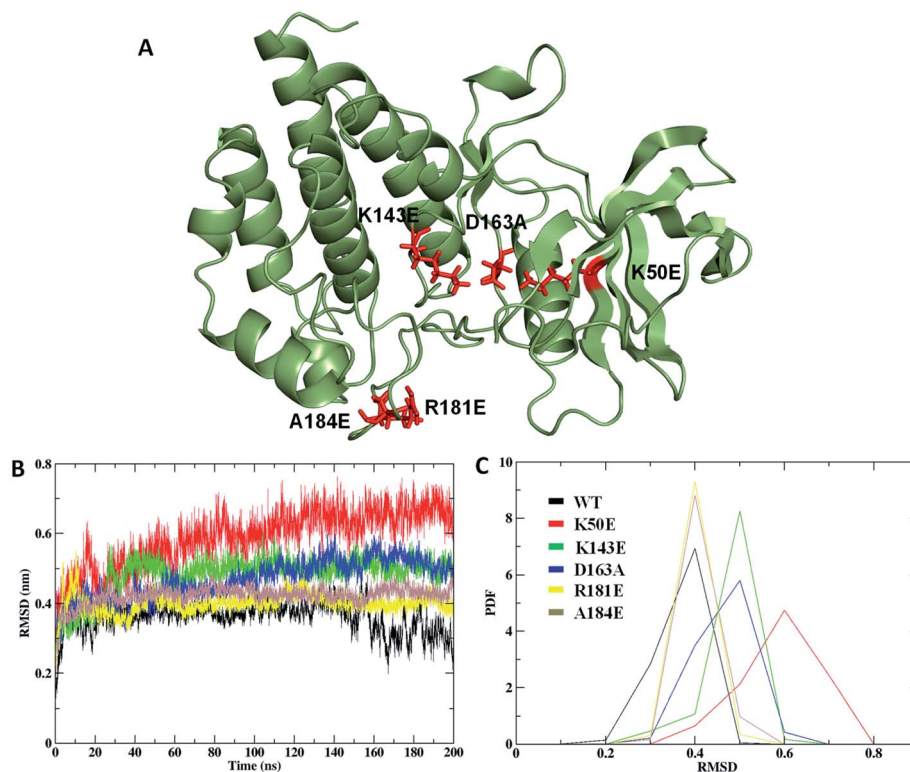 A
K143E
D163A
K50E
A184E
R181E
B
0.8
0.6
0.4
0.2
0
RMSD (nm)
0 20 40 60 80 100 120 140 160 180 200
Time (ns)
C
10
8
6
4
2
0
PDF
WT
K50E
K143E
D163A
R181E
A184E
0 0.2 0.4 0.6 0.8
RMSD